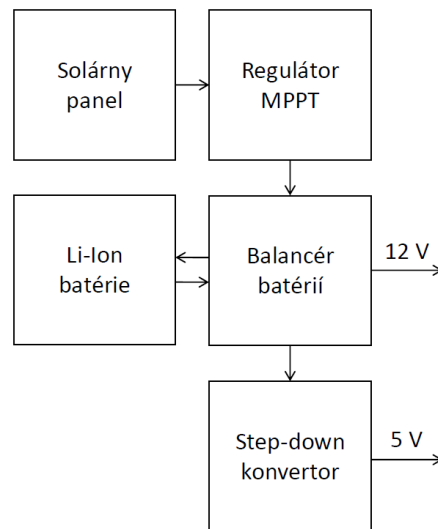 Solárny
panel
Regulátor
MPPT
Li-Ion
batérie
Balancér
batérií
12 V
Step-down
konvertor
5 V